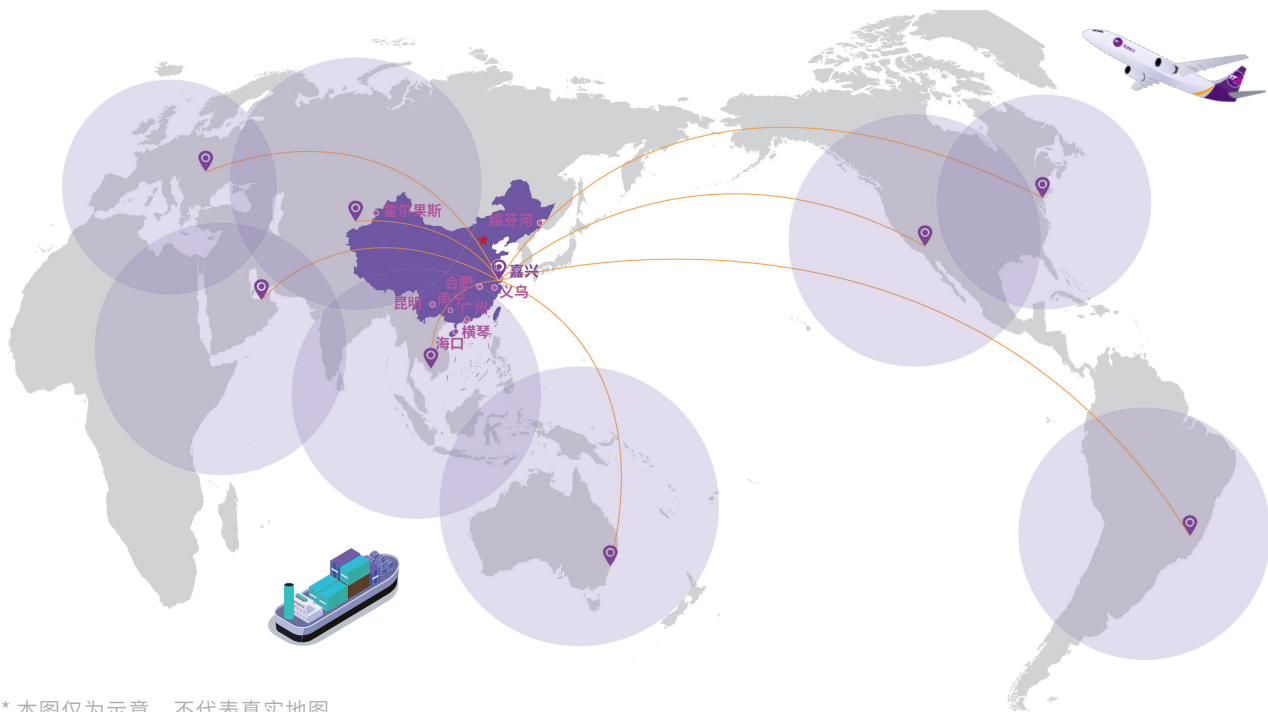 霍尔果斯
绥芬河
嘉兴
合肥
义乌
昆明
南宁
广州
横琴
海口
* 本图仅为示意，不代表真实地图